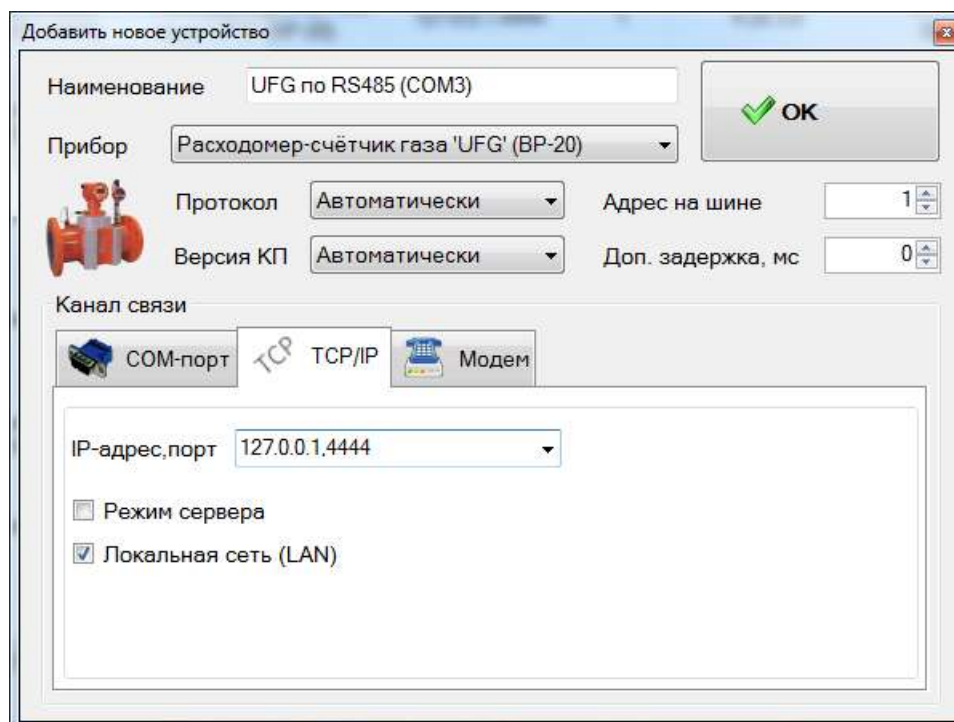 Добавить новое устройство
Наименование UFG по RS485 (COM3)
OK
Прибор Расходомер-счётчик газа 'UFG' (ВР-20)
Протокол Автоматически Адрес на шине 1
Версия КП Автоматически Доп. задержка, мс 0
Канал связи
COM-порт TCP TCP/IP Модем
IP-адрес,порт 127.0.0.1,4444
Режим сервера
Локальная сеть (LAN)